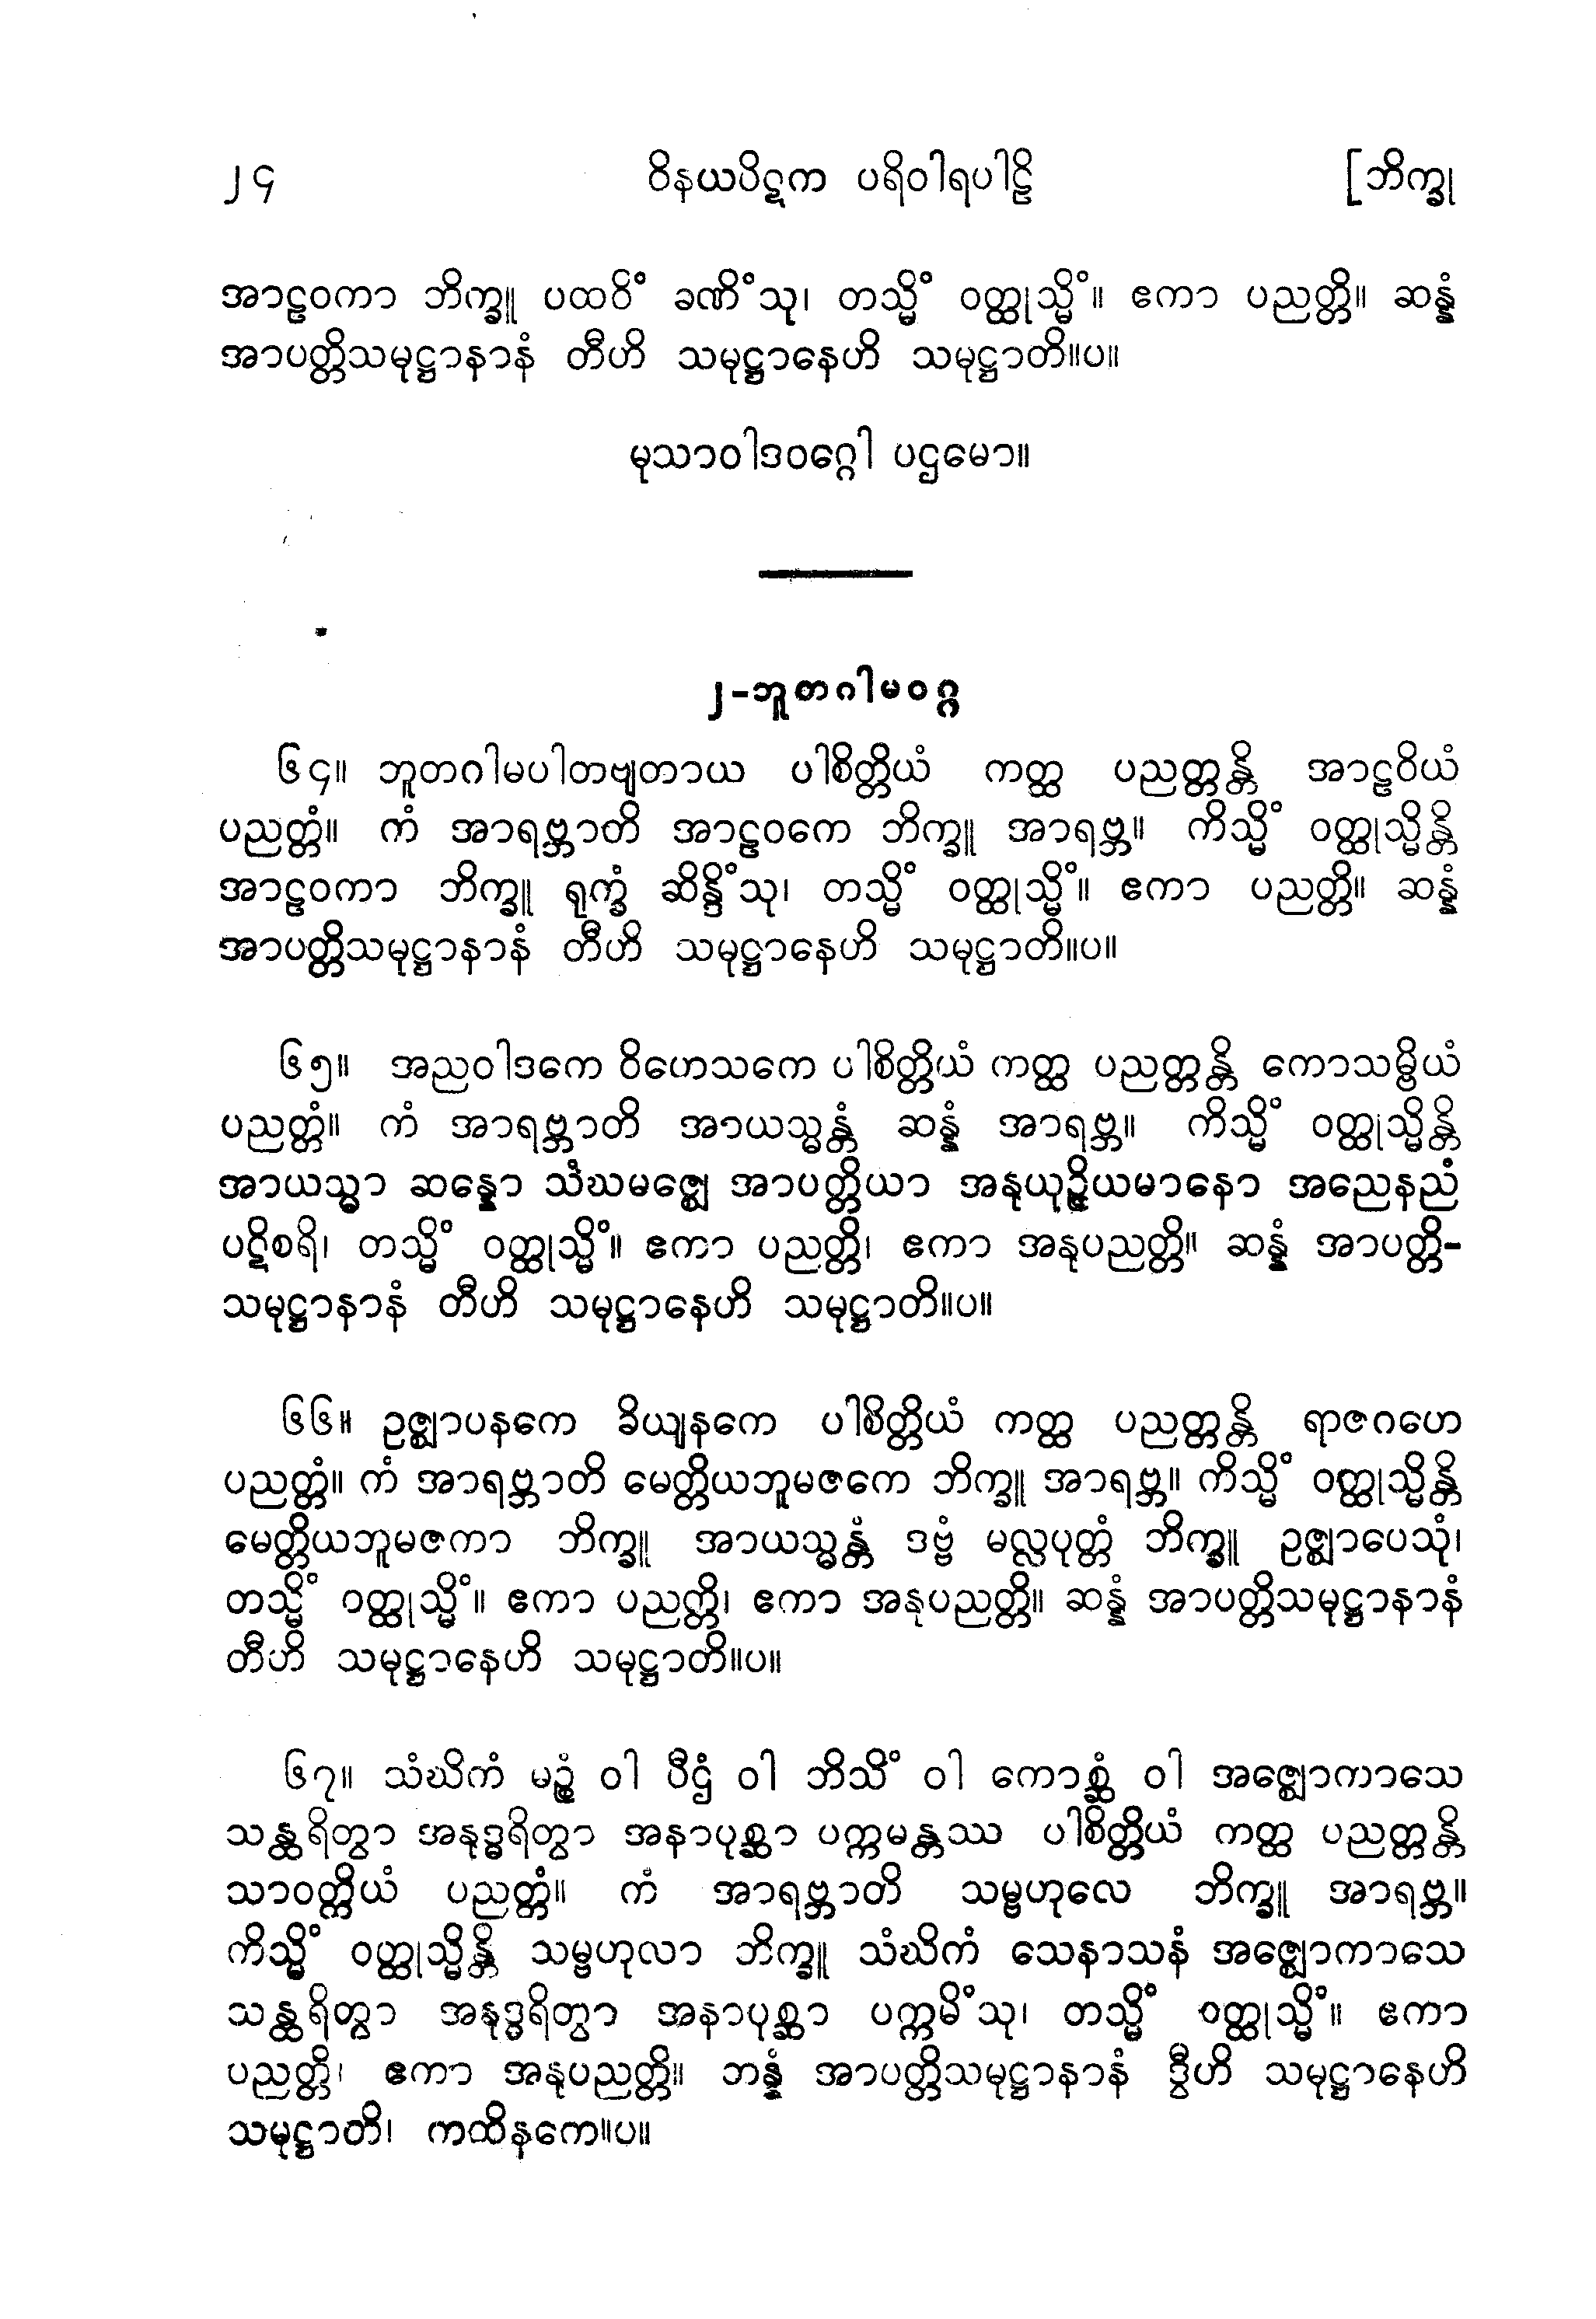 ၂၄ ဝိနယပိဋက ပရိဝါရပါဠိ [ဘိက္ခု
အာဠဝကာ ဘိက္ခူ ပထဝိံ ခဏိံသု၊ တသ္မိံ ဝတ္ထုသ္မိံ။ ဧကာ ပညတ္တိ။ ဆန္နံ
အာပတ္တိသမုဋ္ဌာနာနံ တီဟိ သမုဋ္ဌာနေဟိ သမုဋ္ဌာတိ။ပ။
မုသာဝါဒဝဂ္ဂေါ ပဌမော။
၂-ဘူတဂါမဝဂ္ဂ
၆၄။ ဘူတဂါမပါတဗျတာယ ပါစိတ္တိယံ ကတ္ထ ပညတ္တန္တိ အာဠဝိယံ
ပညတ္တံ။ ကံ အာရဗ္ဘာတိ အာဠဝကေ ဘိက္ခူ အာရဗ္ဘ။ ကိသ္မိံ ဝတ္ထုသ္မိန္တိ
အာဠဝကာ ဘိက္ခူ ရုက္ခံ ဆိန္ဒိံသု၊ တသ္မိံ ဝတ္ထုသ္မိံ။ ဧကာ ပညတ္တိ။ ဆန္နံ
အာပတ္တိသမုဋ္ဌာနာနံ တီဟိ သမုဋ္ဌာနေဟိ သမုဋ္ဌာတိ။ပ။
၆၅။ အညဝါဒကေ ဝိဟေသကေ ပါစိတ္တိယံ ကတ္ထ ပညတ္တန္တိ ကောသမ္ဗိယံ
ပညတ္တံ။ ကံ အာရဗ္ဘာတိ အာယသ္မန္တံ ဆန္နံ အာရဗ္ဘ။ ကိသ္မိံ ဝတ္ထုသ္မိန္တိ
အာယသ္မာ ဆန္နော သံဃမဇ္ဈေ အာပတ္တိယာ အနုယုဉ္ဇိယမာနော အညေနညံ
ပဋိစရိ၊ တသ္မိံ ဝတ္ထုသ္မိံ။ ဧကာ ပညတ္တိ၊ ဧကာ အနုပညတ္တိ။ ဆန္နံ အာပတ္တိ-
သမုဋ္ဌာနာနံ တီဟိ သမုဋ္ဌာနေဟိ သမုဋ္ဌာတိ။ပ။
၆၆။ ဥဇ္ဈာပနကေ ခိယျနကေ ပါစိတ္တိယံ ကတ္ထ ပညတ္တန္တိ ရာဇဂဟေ
ပညတ္တံ။ ကံ အာရဗ္ဘာတိ မေတ္တိယဘူမဇကေ ဘိက္ခူ အာရဗ္ဘ။ ကိသ္မိံ ဝတ္ထုသ္မိန္တိ
မေတ္တိယဘူမဇကာ ဘိက္ခူ အာယသ္မန္တံ ဒဗ္ဗံ မလ္လပုတ္တံ ဘိက္ခူ ဥဇ္ဈာပေသုံ၊
တသ္မိံ ဝတ္ထုသ္မိံ။ ဧကာ ပညတ္တိ၊ ဧကာ အနုပညတ္တိ။ ဆန္နံ အာပတ္တိသမုဋ္ဌာနာနံ
တီဟိ သမုဋ္ဌာနေဟိ သမုဋ္ဌာတိ။ပ။
၆၇။ သံဃိကံ မဉ္စံ ဝါ ပီဌံ ဝါ ဘိသိံ ဝါ ကောစ္ဆံ ဝါ အဇ္ဈောကာသေ
သန္ထရိတွာ အနုဒ္ဓရိတွာ အနာပုစ္ဆာ ပက္ကမန္တဿ ပါစိတ္တိယံ ကတ္ထ ပညတ္တန္တိ
သာဝတ္ထိယံ ပညတ္တံ။ ကံ အာရဗ္ဘာတိ သမ္ဗဟုလေ ဘိက္ခူ အာရဗ္ဘ။
ကိသ္မိံ ဝတ္ထုသ္မိန္တိ သမ္ဗဟုလာ ဘိက္ခူ သံဃိကံ သေနာသနံ အဇ္ဈောကာသေ
သန္ထရိတွာ အနုဒ္ဓရိတွာ အနာပုစ္ဆာ ပက္ကမိံသု၊ တသ္မိံ ဝတ္ထုသ္မိံ။ ဧကာ
ပညတ္တိ၊ ဧကာ အနုပညတ္တိ။ ဘန္နံ အာပတ္တိသမုဋ္ဌာနာနံ ဒွီဟိ သမုဋ္ဌာနေဟိ
သမုဋ္ဌာတိ၊ ကထိနကေ။ပ။